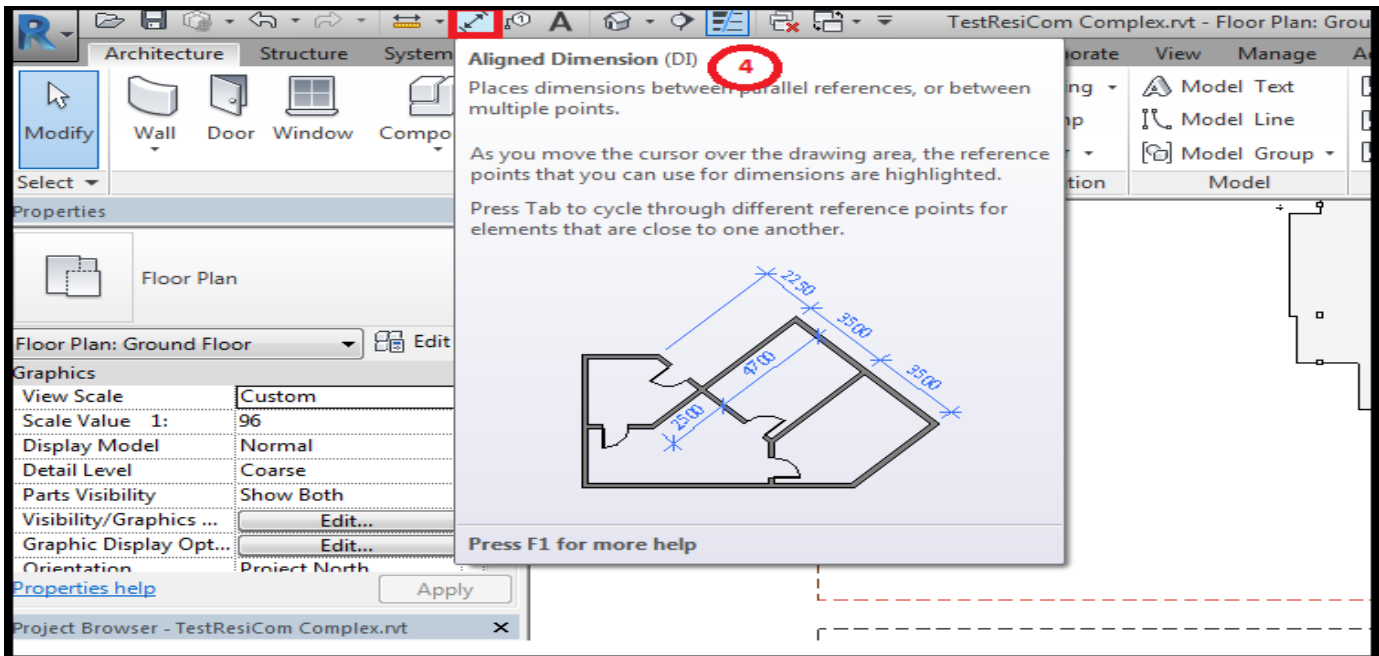 TestResiCom Complex.rvt - Floor Plan: Grou
Architecture Structure System orate View Manage A
Aligned Dimension (DI)
4
Places dimensions between parallel references, or between
multiple points.
As you move the cursor over the drawing area, the reference
points that you can use for dimensions are highlighted.
Press Tab to cycle through different reference points for
elements that are close to one another.
2250
3500
3500
4700
2500
Press F1 for more help
Modify Wall Door Window Compo
Select
ng Model Text
np Model Line
Model Group
tion Model
Properties
Floor Plan
Floor Plan: Ground Floor Edit
Graphics
View Scale Custom
Scale Value 1: 96
Display Model Normal
Detail Level Coarse
Parts Visibility Show Both
Visibility/Graphics ... Edit...
Graphic Display Opt... Edit...
Orientation Project North
Properties help Apply
Project Browser - TestResiCom Complex.rvt